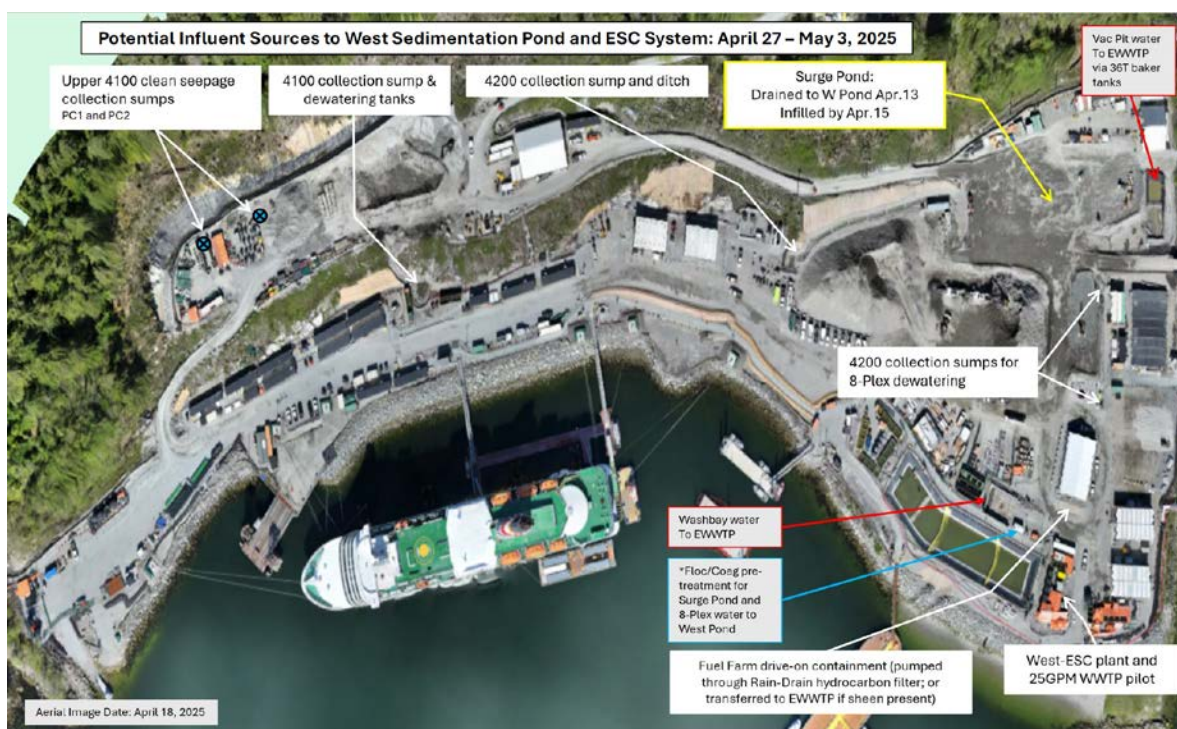 Potential Influent Sources to West Sedimentation Pond and ESC System: April 27 – May 3, 2025
Upper 4100 clean seepage
collection sumps
PC1 and PC2
4100 collection sump &
dewatering tanks
4200 collection sump and ditch
Surge Pond:
Drained to W Pond Apr.13
Infilled by Apr.15
Vac Pit water
To EWWTP
via 36T baker
tanks
4200 collection sumps for
8-Plex dewatering
Washbay water
To EWWTP
*Floc/Coag pre-
treatment for
Surge Pond and
8-Plex water to
West Pond
Fuel Farm drive-on containment (pumped
through Rain-Drain hydrocarbon filter; or
transferred to EWWTP if sheen present)
West-ESC plant and
25GPM WWTP pilot
Aerial Image Date: April 18, 2025